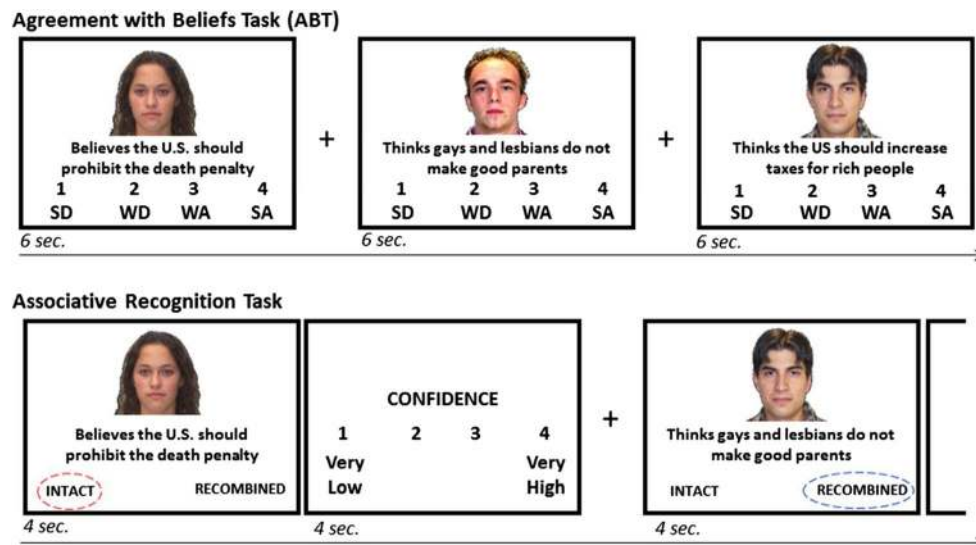 Agreement with Beliefs Task (ABT)
Believes the U.S. should
prohibit the death penalty
1 2 3 4
SD WD WA SA
6 sec.
+
Thinks gays and lesbians do not
make good parents
1 2 3 4
SD WD WA SA
6 sec.
+
Thinks the US should increase
taxes for rich people
1 2 3 4
SD WD WA SA
6 sec.
Associative Recognition Task
Believes the U.S. should
prohibit the death penalty
INTACT RECOMBINED
4 sec.
CONFIDENCE
1 2 3 4
Very Very
Low High
4 sec.
+
Thinks gays and lesbians do not
make good parents
INTACT RECOMBINED
4 sec.